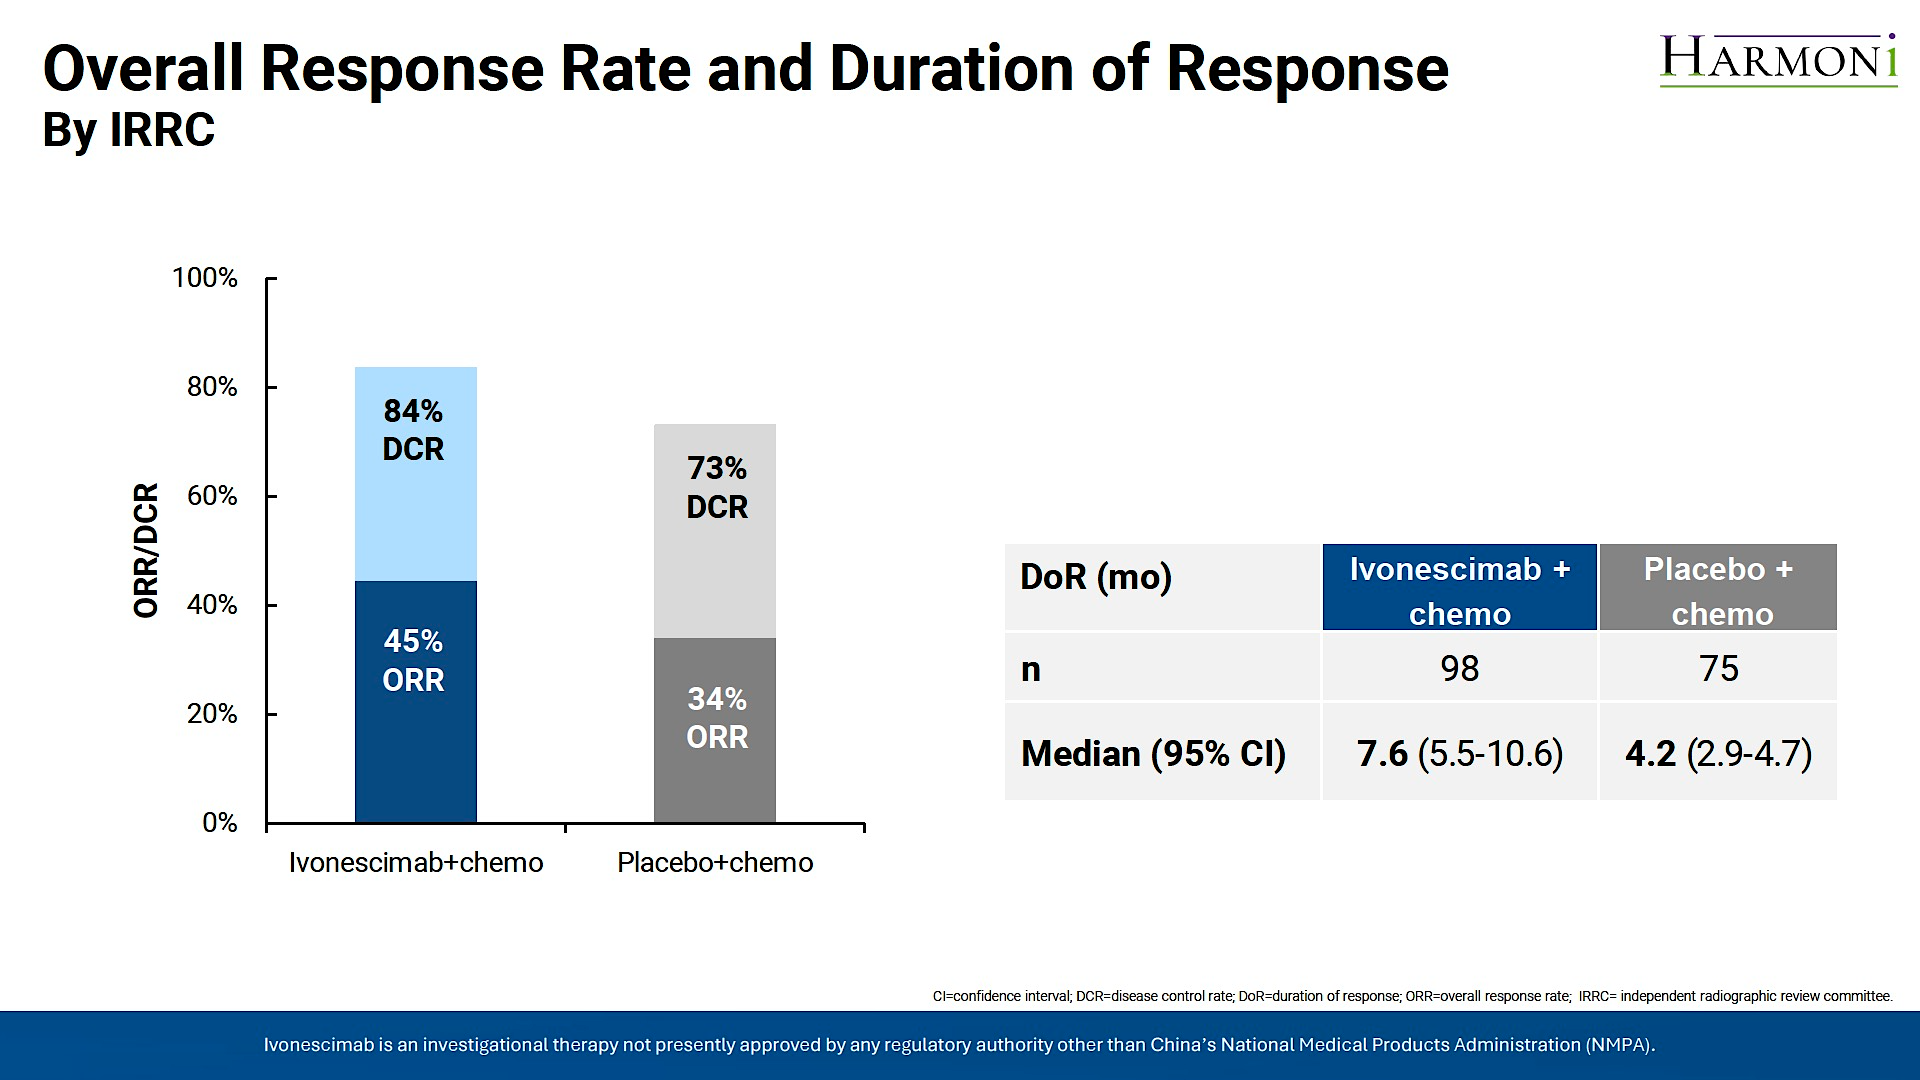 Overall Response Rate and Duration of Response
By IRRC
HARMONi
100%
80%
60%
40%
20%
0%
ORR/DCR
84%
DCR
45%
ORR
73%
DCR
34%
ORR
Ivonescimab+chemo
Placebo+chemo
DoR (mo)
Ivonescimab +
chemo
Placebo +
chemo
n
98
75
Median (95% CI)
7.6 (5.5-10.6)
4.2 (2.9-4.7)
CI=confidence interval; DCR=disease control rate; DoR=duration of response; ORR=overall response rate; IRRC= independent radiographic review committee.
Ivonescimab is an investigational therapy not presently approved by any regulatory authority other than China's National Medical Products Administration (NMPA).